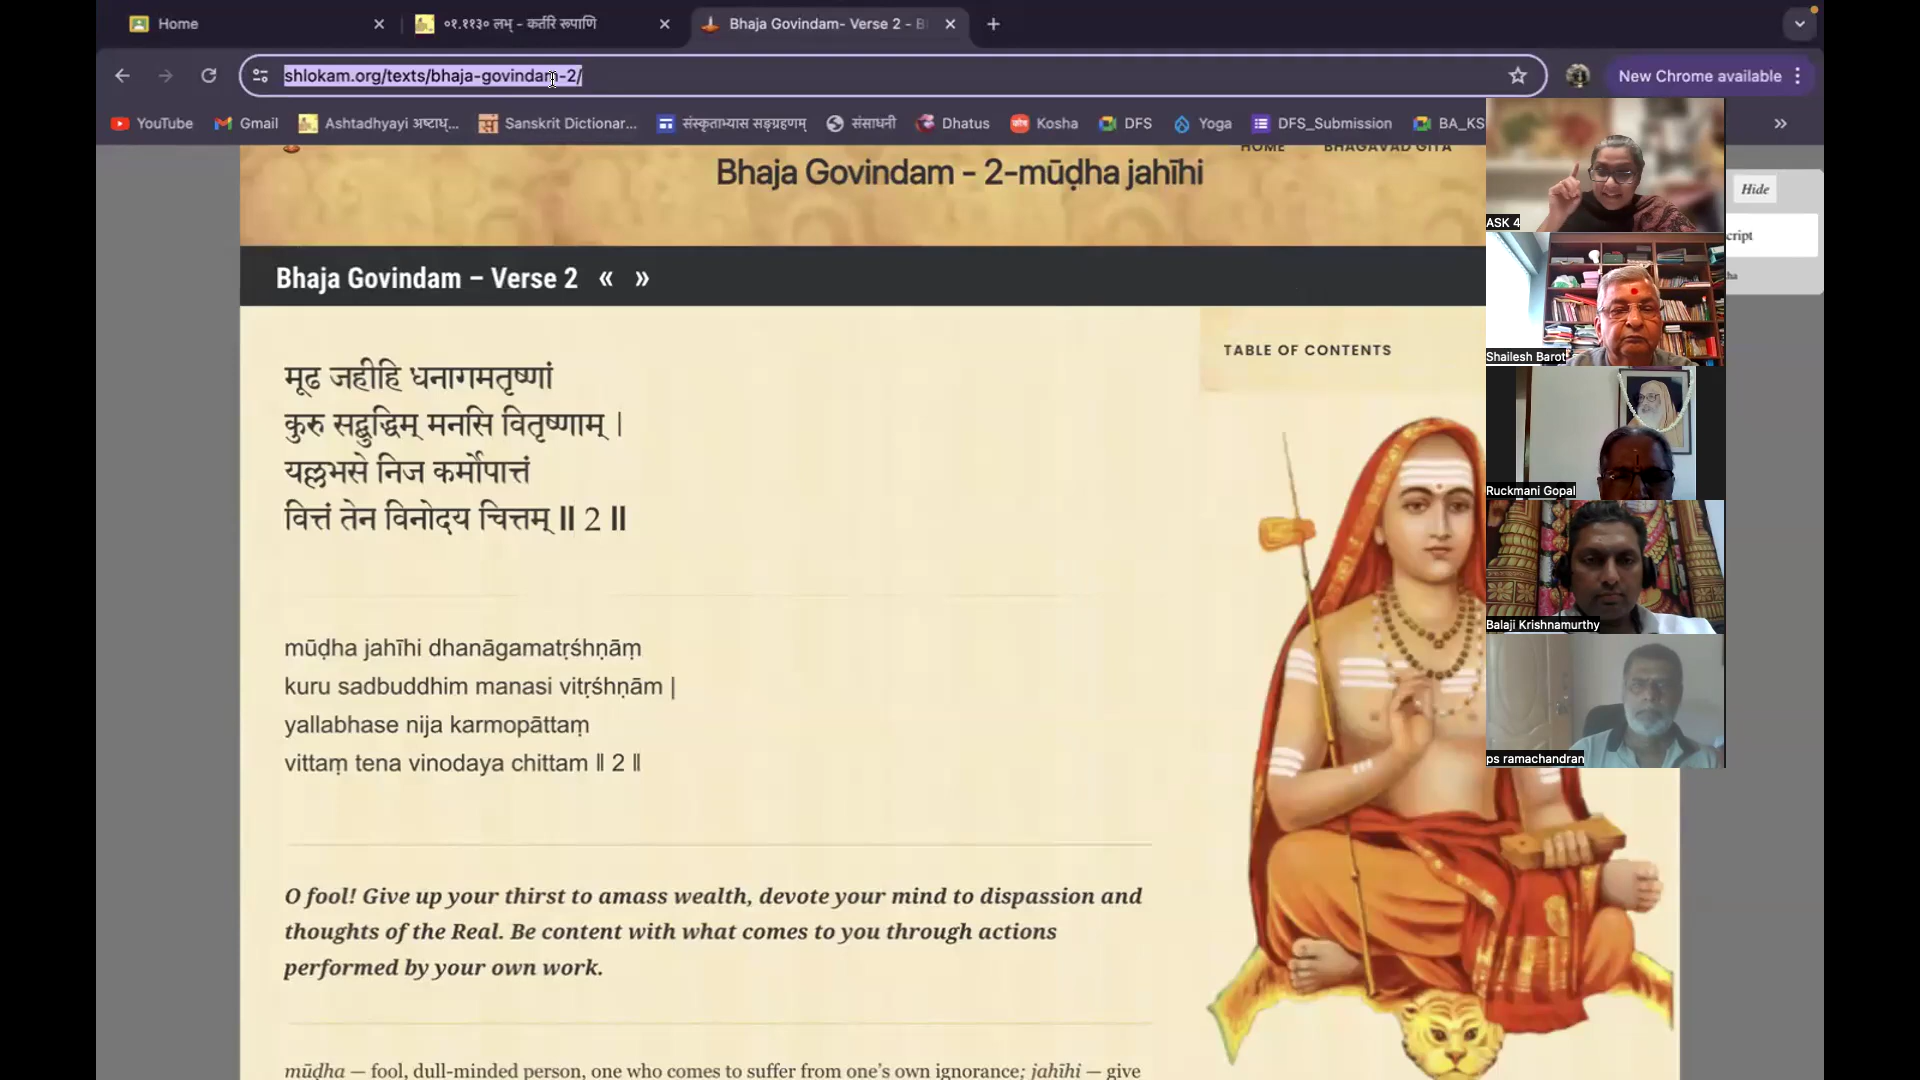 Home
०१.११३० लभ् - कर्तरि रूपाणि
Bhaja Govindam- Verse 2 - B
shlokam.org/texts/bhaja-govindam-2/
New Chrome available
YouTube
Gmail
Ashtadhyayi अष्टाध्...
Sanskrit Dictionar...
संस्कृताभ्यास सङ्ग्रहणम्
संसाधनी
Dhatus
Kosha
DFS
Yoga
DFS_Submission
BA_KS
HOME
BHAGAVAD GITA
Bhaja Govindam - 2-mūḍha jahīhi
Hide
cript
Bhaja Govindam – Verse 2 « »
TABLE OF CONTENTS
मूढ जहीहि धनागमतृष्णां
कुरु सद्बुद्धिम् मनसि वितृष्णाम् |
यल्लभसे निज कर्मोपात्तं
वित्तं तेन विनोदय चित्तम् ‖ 2 ‖
mūḍha jahīhi dhanāgamatṛśhṇāṃ
kuru sadbuddhim manasi vitṛśhṇām |
yallabhase nija karmopāttaṃ
vittaṃ tena vinodaya chittam ‖ 2 ‖
O fool! Give up your thirst to amass wealth, devote your mind to dispassion and
thoughts of the Real. Be content with what comes to you through actions
performed by your own work.
mūḍha — fool, dull-minded person, one who comes to suffer from one's own ignorance; jahīhi — give
ASK 4
Shailesh Barot
Ruckmani Gopal
Balaji Krishnamurthy
ps ramachandran